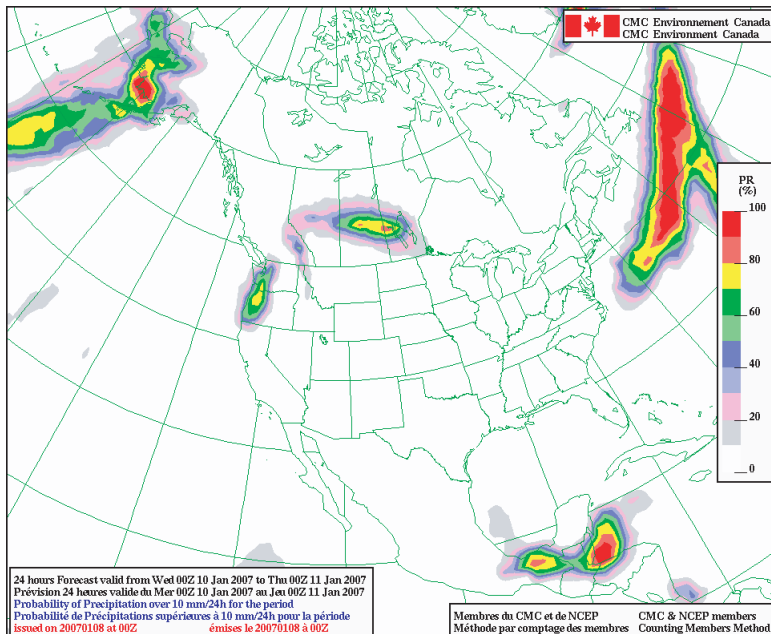 CMC Environnement Canada
CMC Environment Canada
PR
(%)
100
80
60
40
20
0
24 hours Forecast valid from Wed 00Z 10 Jan 2007 to Thu 00Z 11 Jan 2007
Prévision 24 heures valide du Mer 00Z 10 Jan 2007 au Jeu 00Z 11 Jan 2007
Probability of Precipitation over 10 mm/24h for the period
Probabilité de Précipitations supérieures à 10 mm/24h pour la période
issued on 20070108 at 00Z émises le 20070108 à 00Z
Membres du CMC et de NCEP CMC & NCEP members
Méthode par comptage des membres Counting Members Method